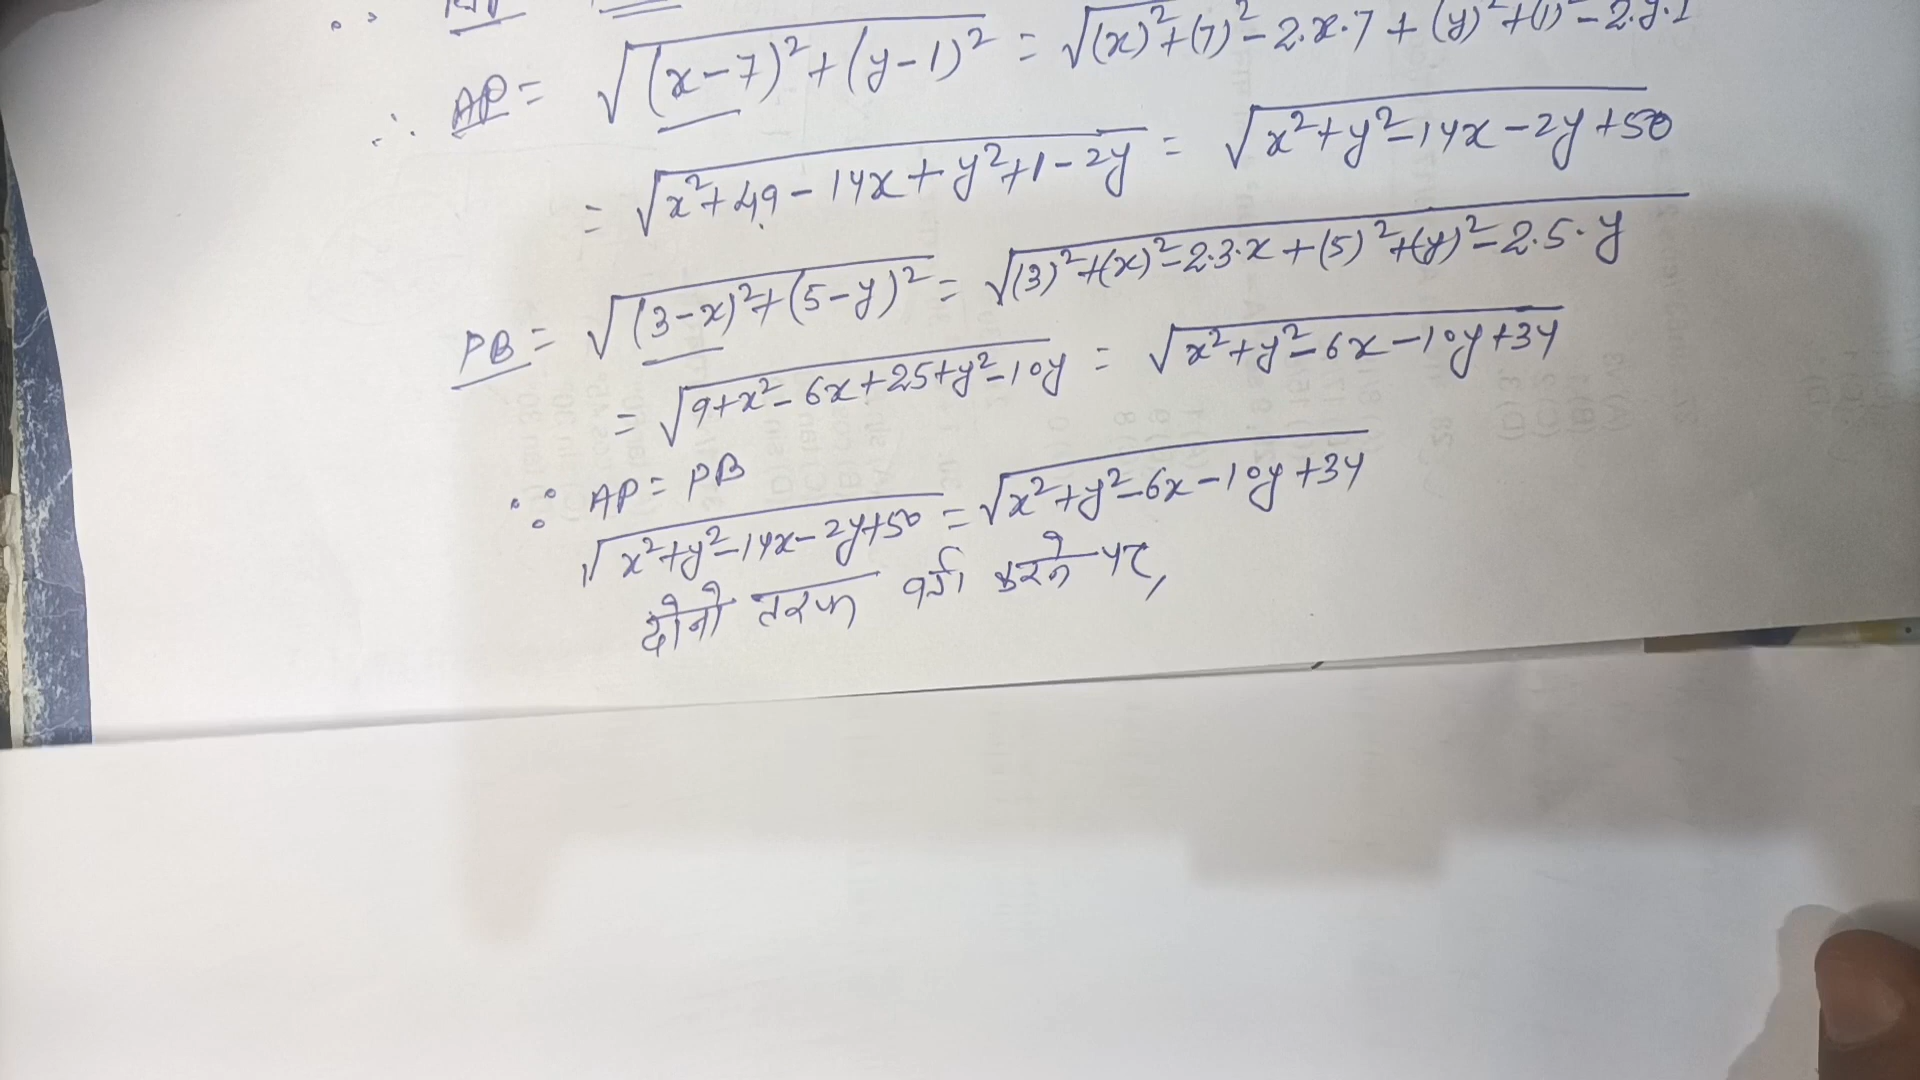 ∴ AP = √(x-7)²+(y-1)² = √(x)²+(7)²-2.x.7+(y)²+(1)²-2.y.1
= √x²+49-14x+y²+1-2y = √x²+y²-14x-2y+50
PB = √(3-x)²+(5-y)² = √(3)²+(x)²-2.3.x+(5)²+(y)²-2.5.y
= √9+x²-6x+25+y²-10y = √x²+y²-6x-10y+34
∵ AP = PB
√x²+y²-14x-2y+50 = √x²+y²-6x-10y+34
दोनो तरफ वर्ग करने पर,